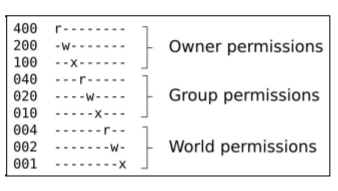 400 r--------
200 -w-------
100 --x------
Owner permissions
040 ---r-----
020 ----w----
010 -----x---
Group permissions
004 ------r--
002 -------w-
001 --------x
World permissions